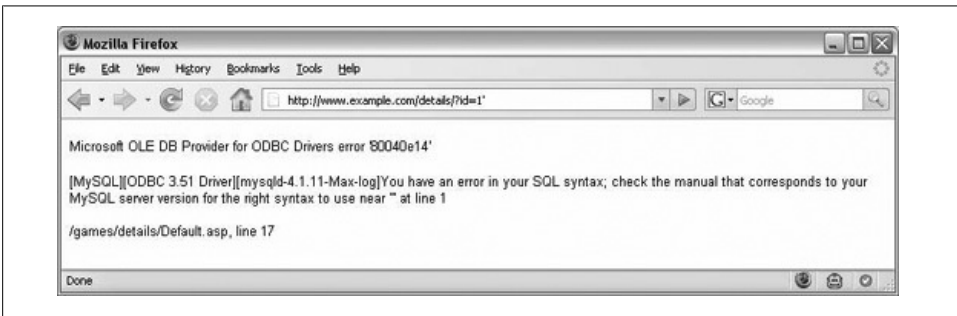 Mozilla Firefox
File Edit View History Bookmarks Tools Help
http://www.example.com/details/?id=1'
Google
Microsoft OLE DB Provider for ODBC Drivers error '80040e14'
[MySQL][ODBC 3.51 Driver][mysqld-4.1.11-Max-log]You have an error in your SQL syntax; check the manual that corresponds to your
MySQL server version for the right syntax to use near ''' at line 1
/games/details/Default.asp, line 17
Done